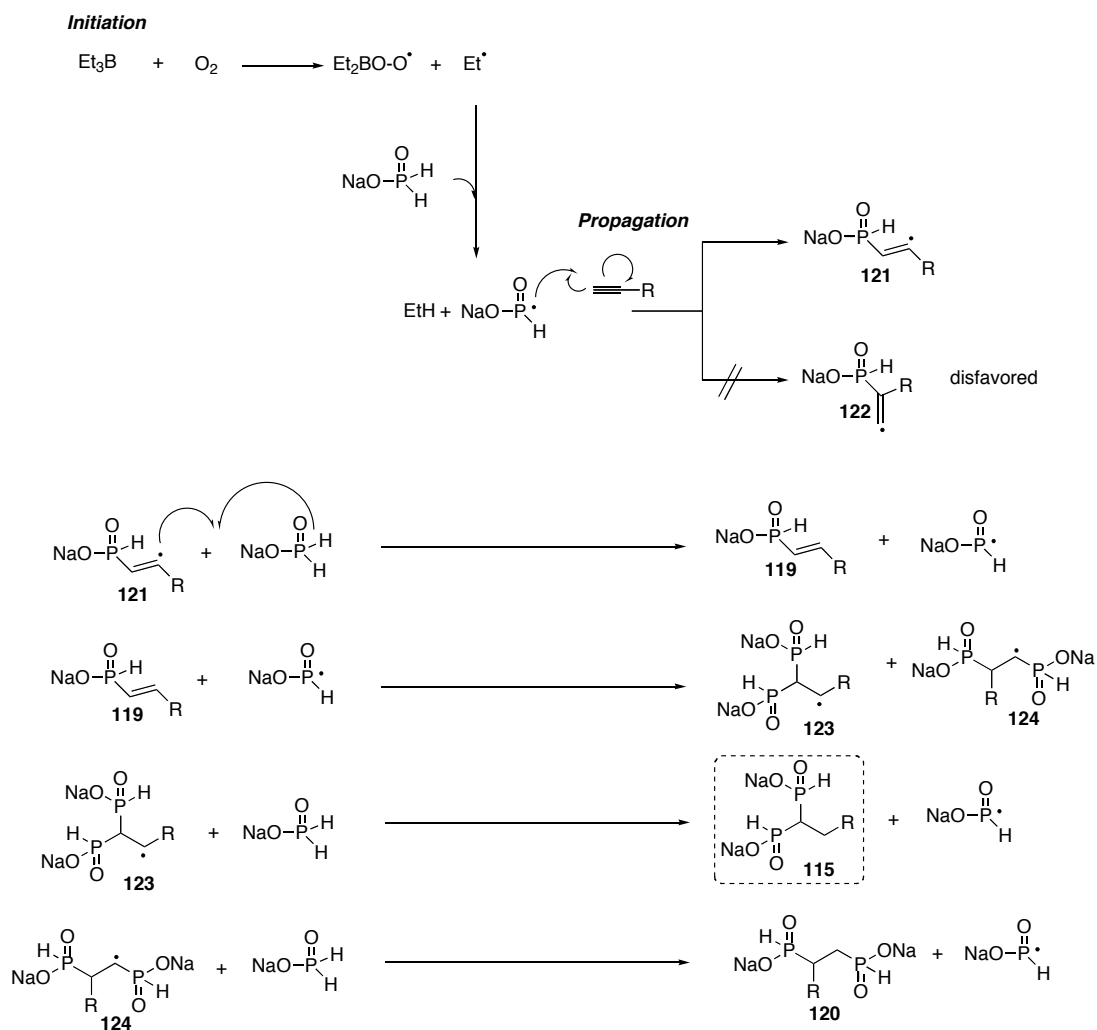 Initiation
Et3B + O2 Et2BO-O• + Et•
O
NaO-P-H
H
Propagation
EtH + NaO-P•
O
H
R
O
NaO-P-H
R
121
O
NaO-P-H
R
122
disfavored
O
NaO-P-H
R
121
+
O
NaO-P-H
H
O
NaO-P-H
R
119
+
O
NaO-P•
H
O
NaO-P-H
R
119
+
O
NaO-P•
H
O
NaO-P-H
H-P
NaO
O
R
123
+
O
H-P
NaO
R
P-ONa
H
O
124
O
NaO-P-H
H-P
NaO
O
R
123
+
O
NaO-P-H
H
O
NaO-P-H
H-P
NaO
O
R
115
+
O
NaO-P•
H
O
H-P
NaO
R
P-ONa
H
O
124
+
O
NaO-P-H
H
O
H-P
NaO
R
P-ONa
H
O
120
+
O
NaO-P•
H